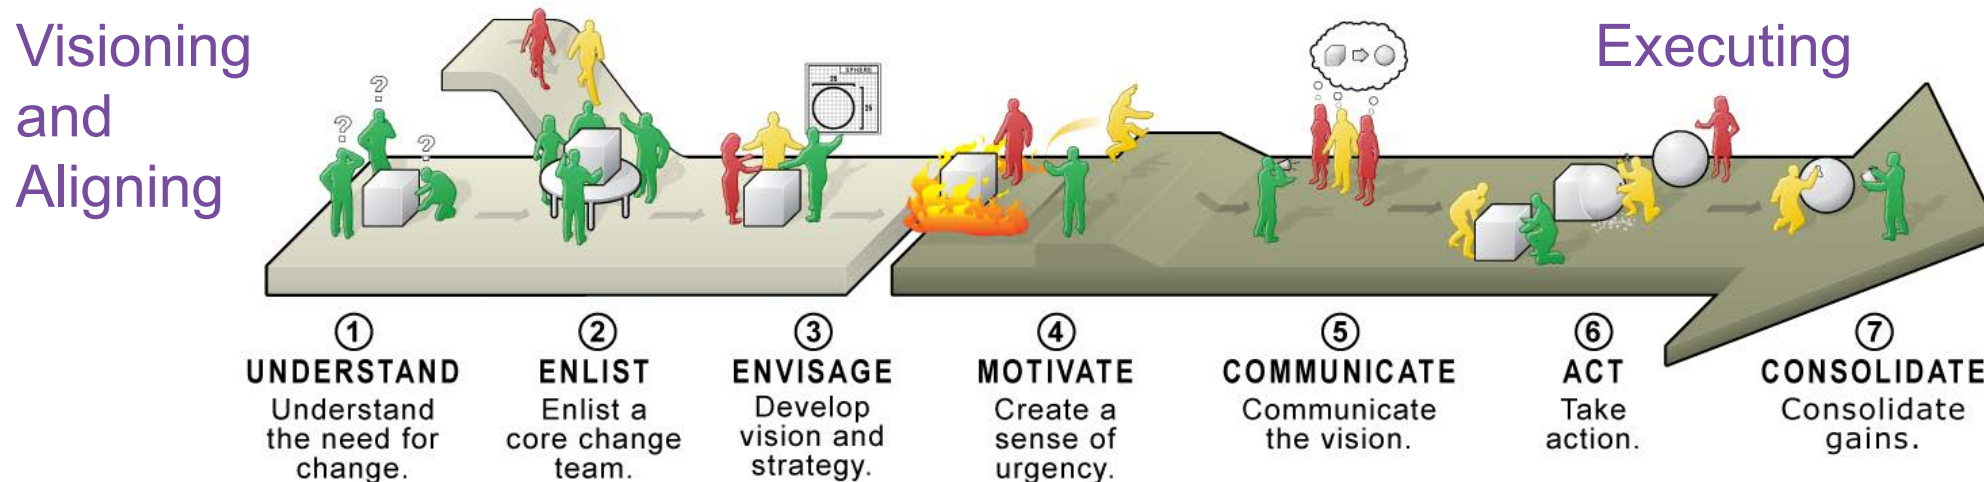 Visioning
and
Aligning
Executing
?
?
?
SPHERE
25
25
1
UNDERSTAND
Understand
the need for
change.
2
ENLIST
Enlist a
core change
team.
3
ENVISAGE
Develop
vision and
strategy.
4
MOTIVATE
Create a
sense of
urgency.
5
COMMUNICATE
Communicate
the vision.
6
ACT
Take
action.
7
CONSOLIDATE
Consolidate
gains.